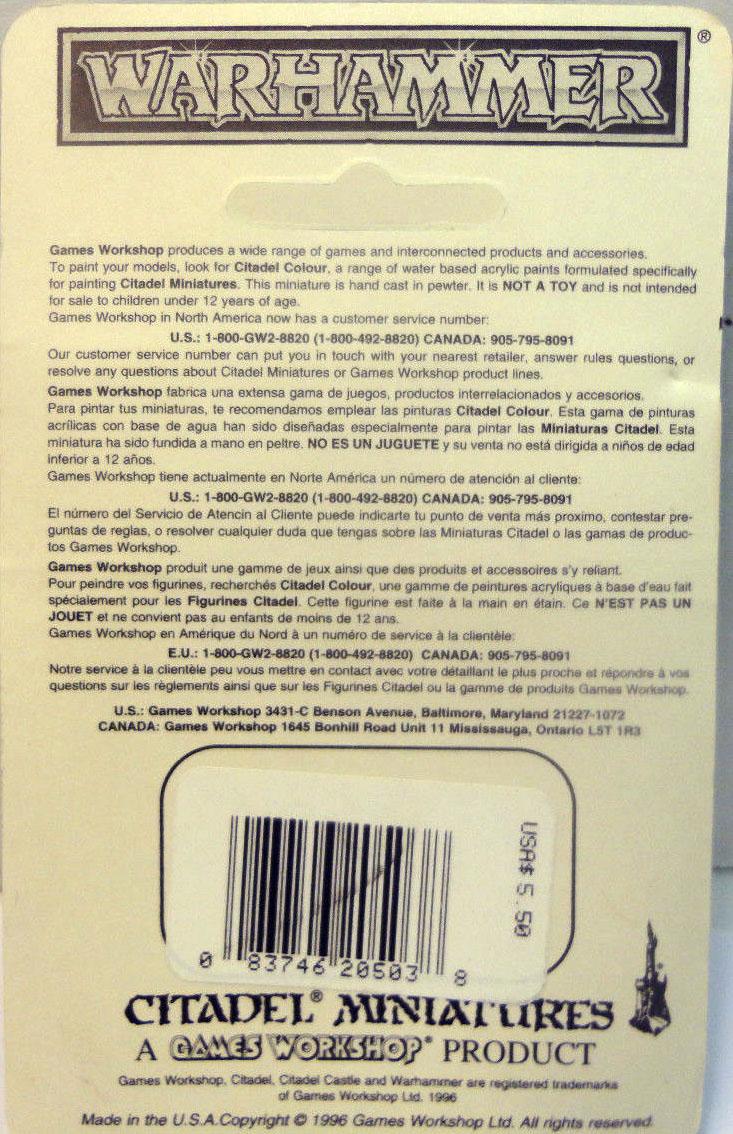 WARHAMMER®
Games Workshop produces a wide range of games and interconnected products and accessories.
To paint your models, look for Citadel Colour, a range of water based acrylic paints formulated specifically
for painting Citadel Miniatures. This miniature is hand cast in pewter. It is NOT A TOY and is not intended
for sale to children under 12 years of age.
Games Workshop in North America now has a customer service number:
U.S.: 1-800-GW2-8820 (1-800-492-8820) CANADA: 905-795-8091
Our customer service number can put you in touch with your nearest retailer, answer rules questions, or
resolve any questions about Citadel Miniatures or Games Workshop product lines.
Games Workshop fabrica una extensa gama de juegos, productos interrelacionados y accesorios.
Para pintar tus miniaturas, te recomendamos emplear las pinturas Citadel Colour. Esta gama de pinturas
acrílicas con base de agua han sido diseñadas especialmente para pintar las Miniaturas Citadel. Esta
miniatura ha sido fundida a mano en peltre. NO ES UN JUGUETE y su venta no está dirigida a niños de edad
inferior a 12 años.
Games Workshop tiene actualmente en Norte América un número de atención al cliente:
U.S.: 1-800-GW2-8820 (1-800-492-8820) CANADA: 905-795-8091
El número del Servicio de Atencin al Cliente puede indicarte tu punto de venta más proximo, contestar pre-
guntas de reglas, o resolver cualquier duda que tengas sobre las Miniaturas Citadel o las gamas de produc-
tos Games Workshop.
Games Workshop produit une gamme de jeux ainsi que des produits et accessoires s'y reliant.
Pour peindre vos figurines, recherchés Citadel Colour, une gamme de peintures acryliques à base d'eau fait
spécialement pour les Figurines Citadel. Cette figurine est faite à la main en étain. Ce N'EST PAS UN
JOUET et ne convient pas au enfants de moins de 12 ans.
Games Workshop en Amérique du Nord à un numéro de service à la clientèle:
E.U.: 1-800-GW2-8820 (1-800-492-8820) CANADA: 905-795-8091
Notre service à la clientèle peu vous mettre en contact avec votre détaillant le plus proche et répondre à vos
questions sur les règlements ainsi que sur les Figurines Citadel ou la gamme de produits Games Workshop.
U.S.: Games Workshop 3431-C Benson Avenue, Baltimore, Maryland 21227-1072
CANADA: Games Workshop 1645 Bonhill Road Unit 11 Mississauga, Ontario L5T 1R3
USA$ 5.50
0 83746 20503 8
CITADEL® MINIATURES
A GAMES WORKSHOP® PRODUCT
Games Workshop, Citadel, Citadel Castle and Warhammer are registered trademarks
of Games Workshop Ltd. 1996
Made in the U.S.A.Copyright © 1996 Games Workshop Ltd. All rights reserved.